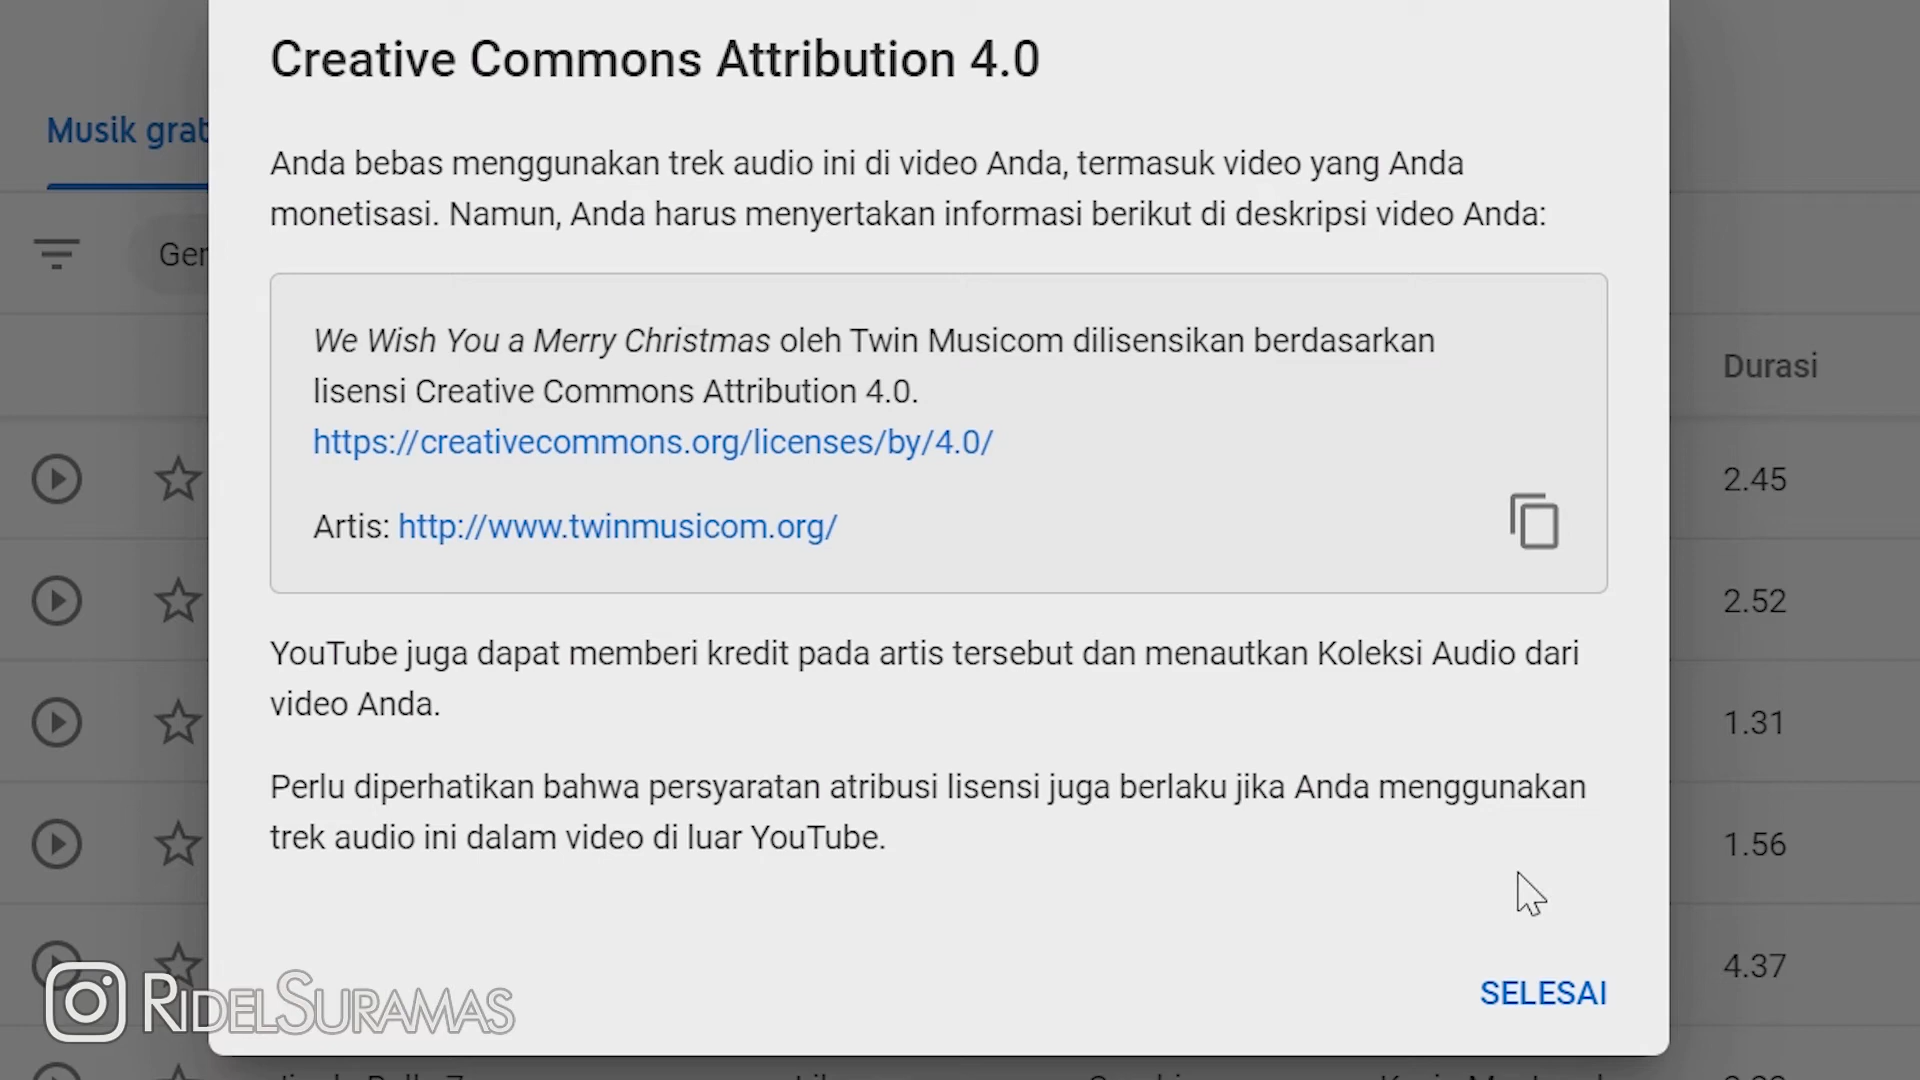 Creative Commons Attribution 4.0
Musik grat
Anda bebas menggunakan trek audio ini di video Anda, termasuk video yang Anda
monetisasi. Namun, Anda harus menyertakan informasi berikut di deskripsi video Anda:
Ger
We Wish You a Merry Christmas oleh Twin Musicom dilisensikan berdasarkan
lisensi Creative Commons Attribution 4.0.
https://creativecommons.org/licenses/by/4.0/
Artis: http://www.twinmusicom.org/
Durasi
2.45
2.52
1.31
1.56
4.37
YouTube juga dapat memberi kredit pada artis tersebut dan menautkan Koleksi Audio dari
video Anda.
Perlu diperhatikan bahwa persyaratan atribusi lisensi juga berlaku jika Anda menggunakan
trek audio ini dalam video di luar YouTube.
SELESAI
RIDELSURAMAS